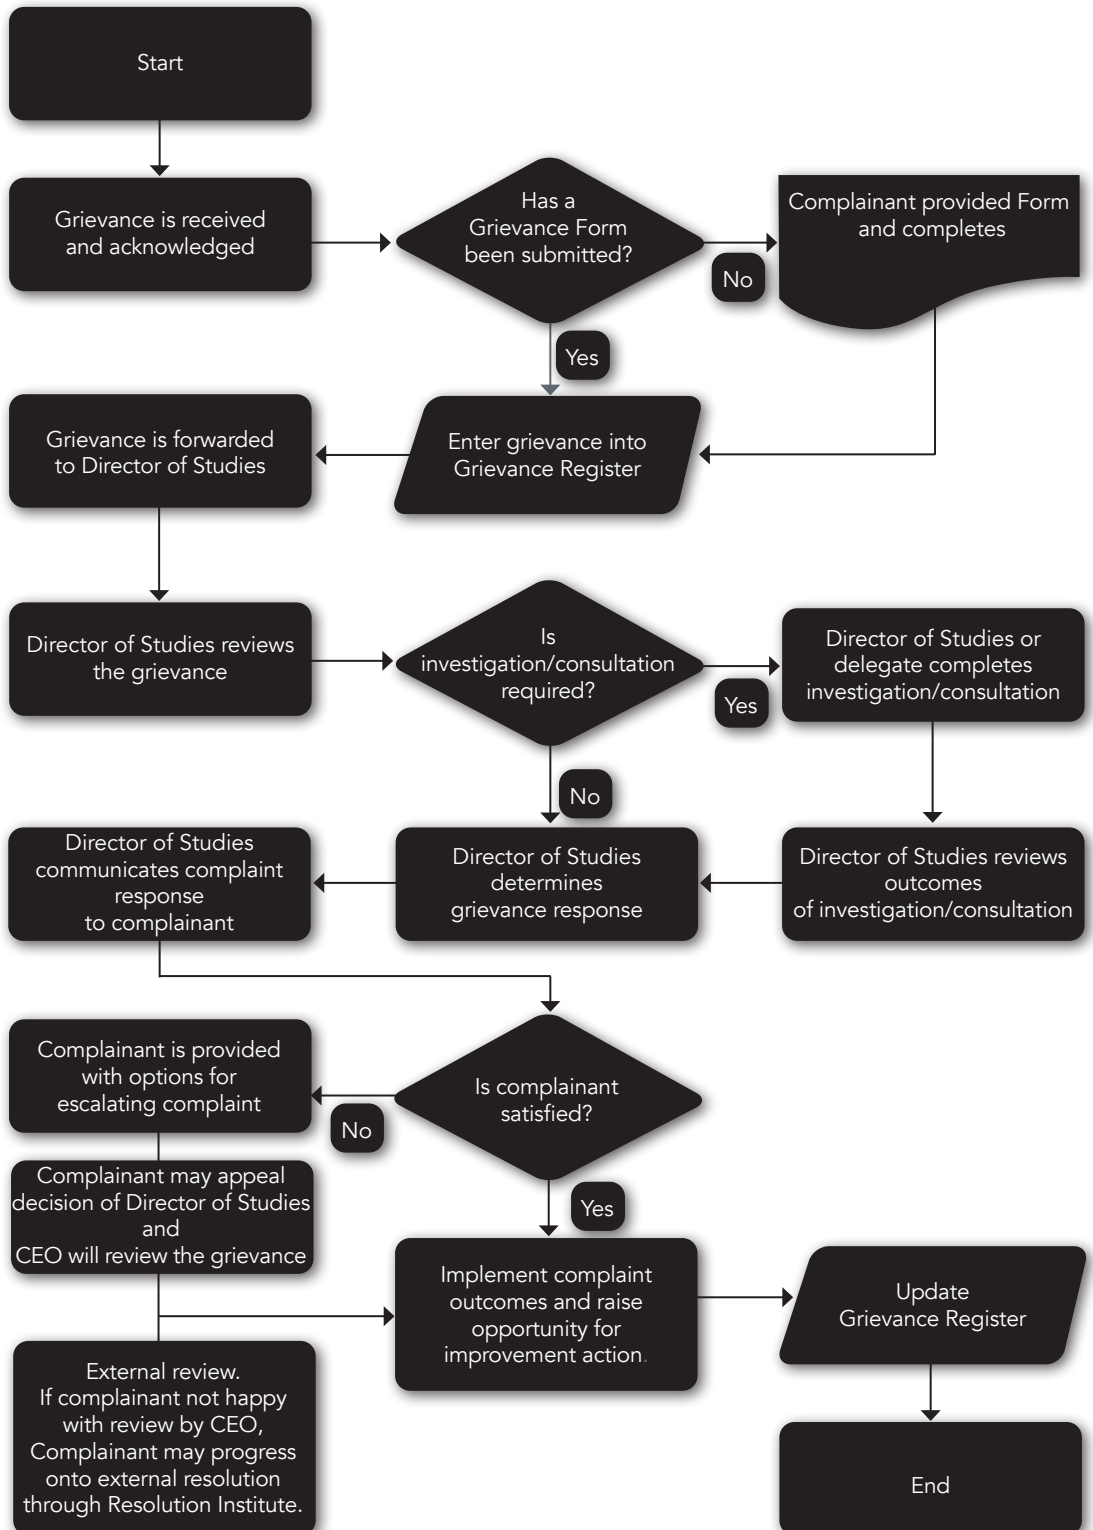 Start
Grievance is received
and acknowledged
Has a
Grievance Form
been submitted?
No
Complainant provided Form
and completes
Yes
Enter grievance into
Grievance Register
Grievance is forwarded
to Director of Studies
Director of Studies reviews
the grievance
Is
investigation/consultation
required?
Yes
Director of Studies or
delegate completes
investigation/consultation
No
Director of Studies reviews
outcomes
of investigation/consultation
Director of Studies
determines
grievance response
Director of Studies
communicates complaint
response
to complainant
Is complainant
satisfied?
No
Complainant is provided
with options for
escalating complaint
Complainant may appeal
decision of Director of Studies
and
CEO will review the grievance
External review.
If complainant not happy
with review by CEO,
Complainant may progress
onto external resolution
through Resolution Institute.
Yes
Implement complaint
outcomes and raise
opportunity for
improvement action.
Update
Grievance Register
End